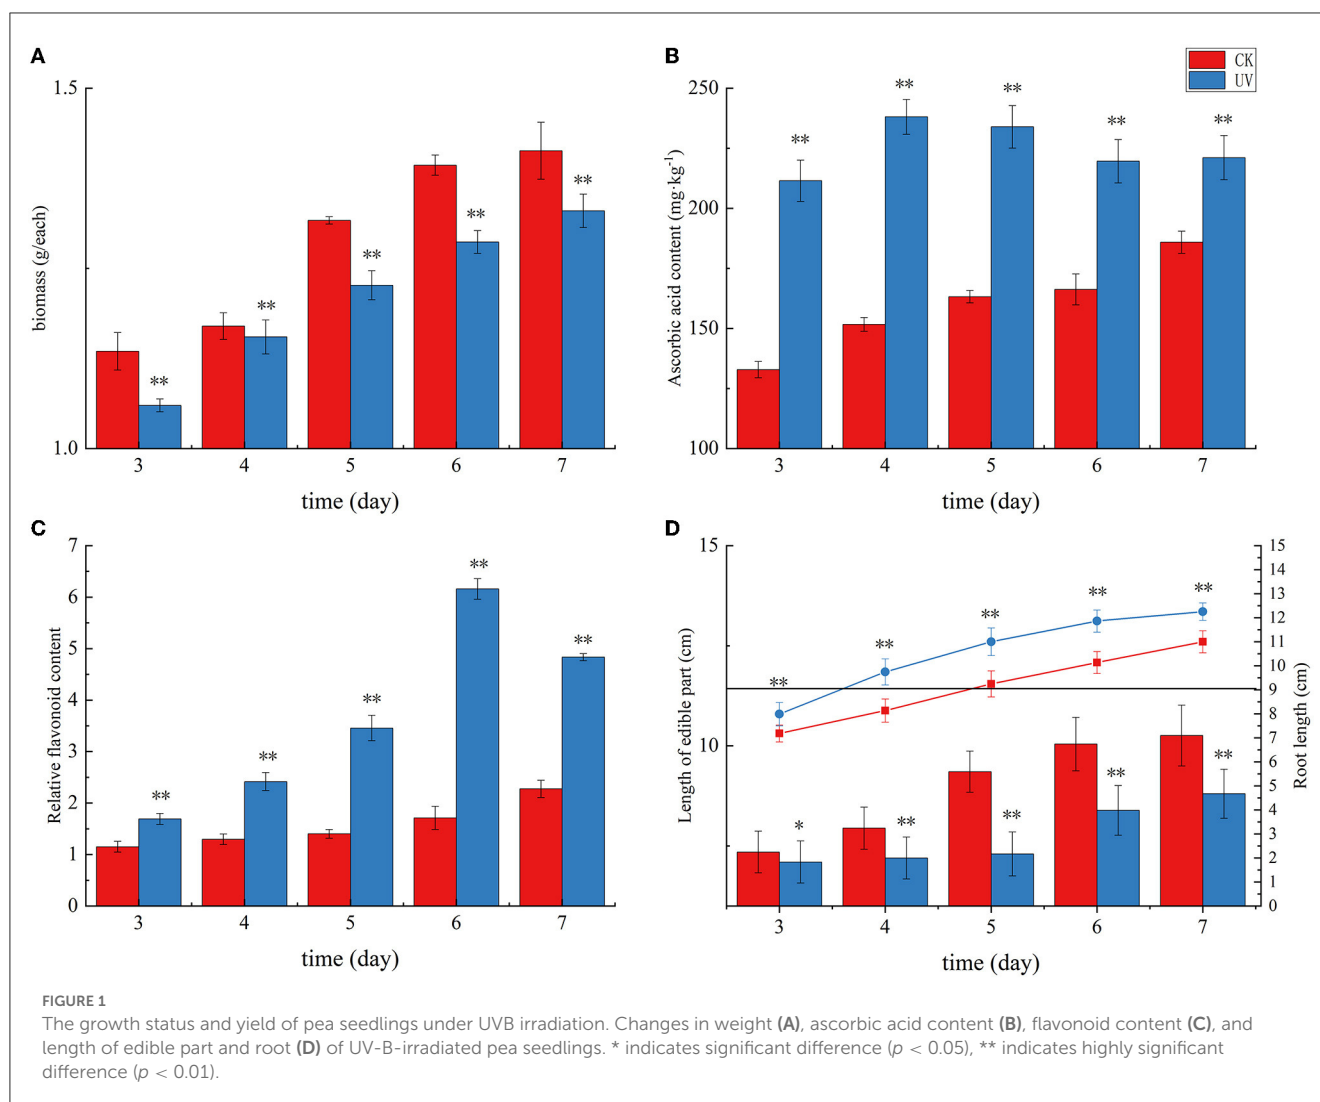 A
1.5
1.0
biomass (g/each)
**
**
**
**
**
3 4 5 6 7
time (day)
B
CK
UV
250
200
150
100
Ascorbic acid content (mg·kg-1)
**
**
**
**
**
3 4 5 6 7
time (day)
C
7
6
5
4
3
2
1
0
Relative flavonoid content
**
**
**
**
**
3 4 5 6 7
time (day)
D
15
10
Length of edible part (cm)
**
**
**
**
**
*
**
**
**
**
15
14
13
12
11
10
9
8
7
6
5
4
3
2
1
0
Root length (cm)
3 4 5 6 7
time (day)
FIGURE 1
The growth status and yield of pea seedlings under UVB irradiation. Changes in weight (A), ascorbic acid content (B), flavonoid content (C), and
length of edible part and root (D) of UV-B-irradiated pea seedlings. * indicates significant difference (p < 0.05), ** indicates highly significant
difference (p < 0.01).